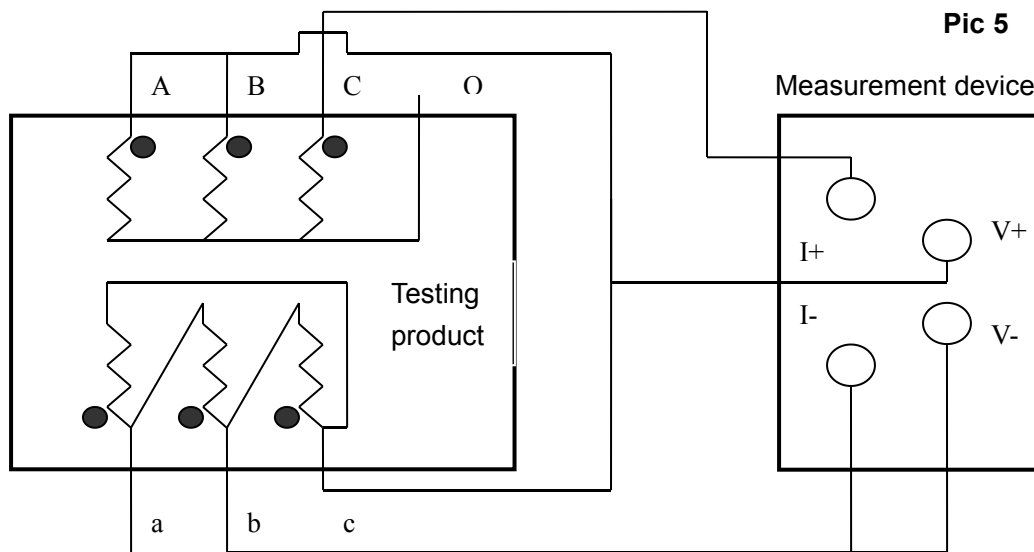 Pic 5
A B C O
Measurement device
I+ V+
Testing
product
I- V-
a b c